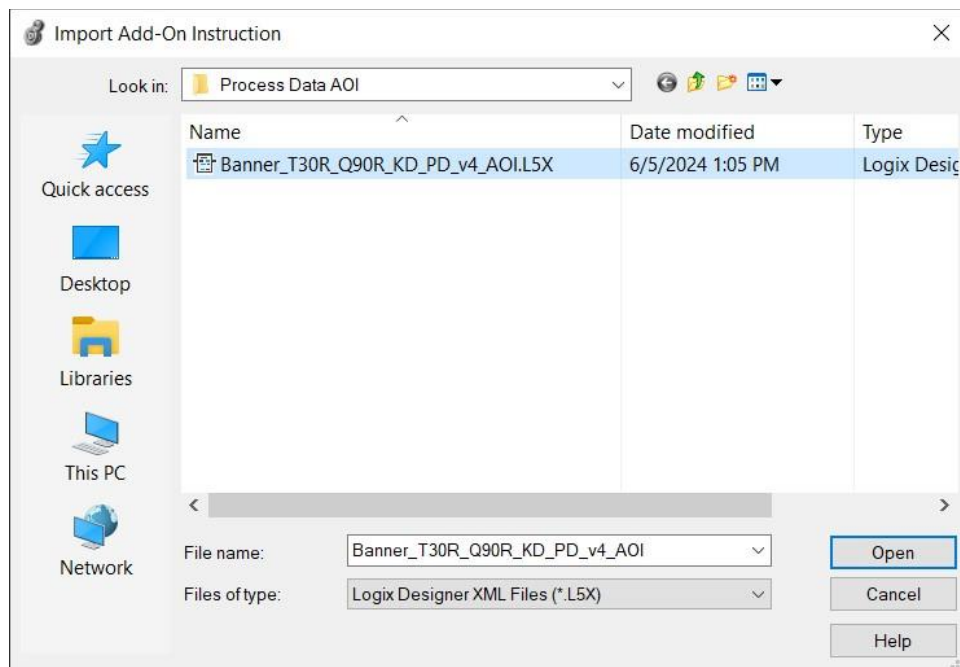 Import Add-On Instruction
Look in:
Process Data AOI
Name Date modified Type
Banner_T30R_Q90R_KD_PD_v4_AOI.L5X 6/5/2024 1:05 PM Logix Desig
Quick access
Desktop
Libraries
This PC
Network
File name: Banner_T30R_Q90R_KD_PD_v4_AOI Open
Files of type: Logix Designer XML Files (*.L5X) Cancel
Help